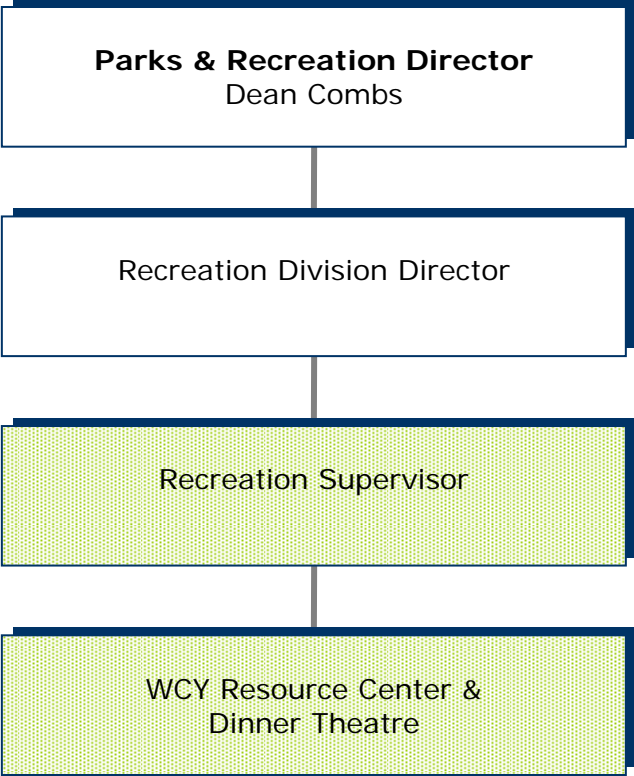 Parks & Recreation Director
Dean Combs
Recreation Division Director
Recreation Supervisor
WCY Resource Center &
Dinner Theatre